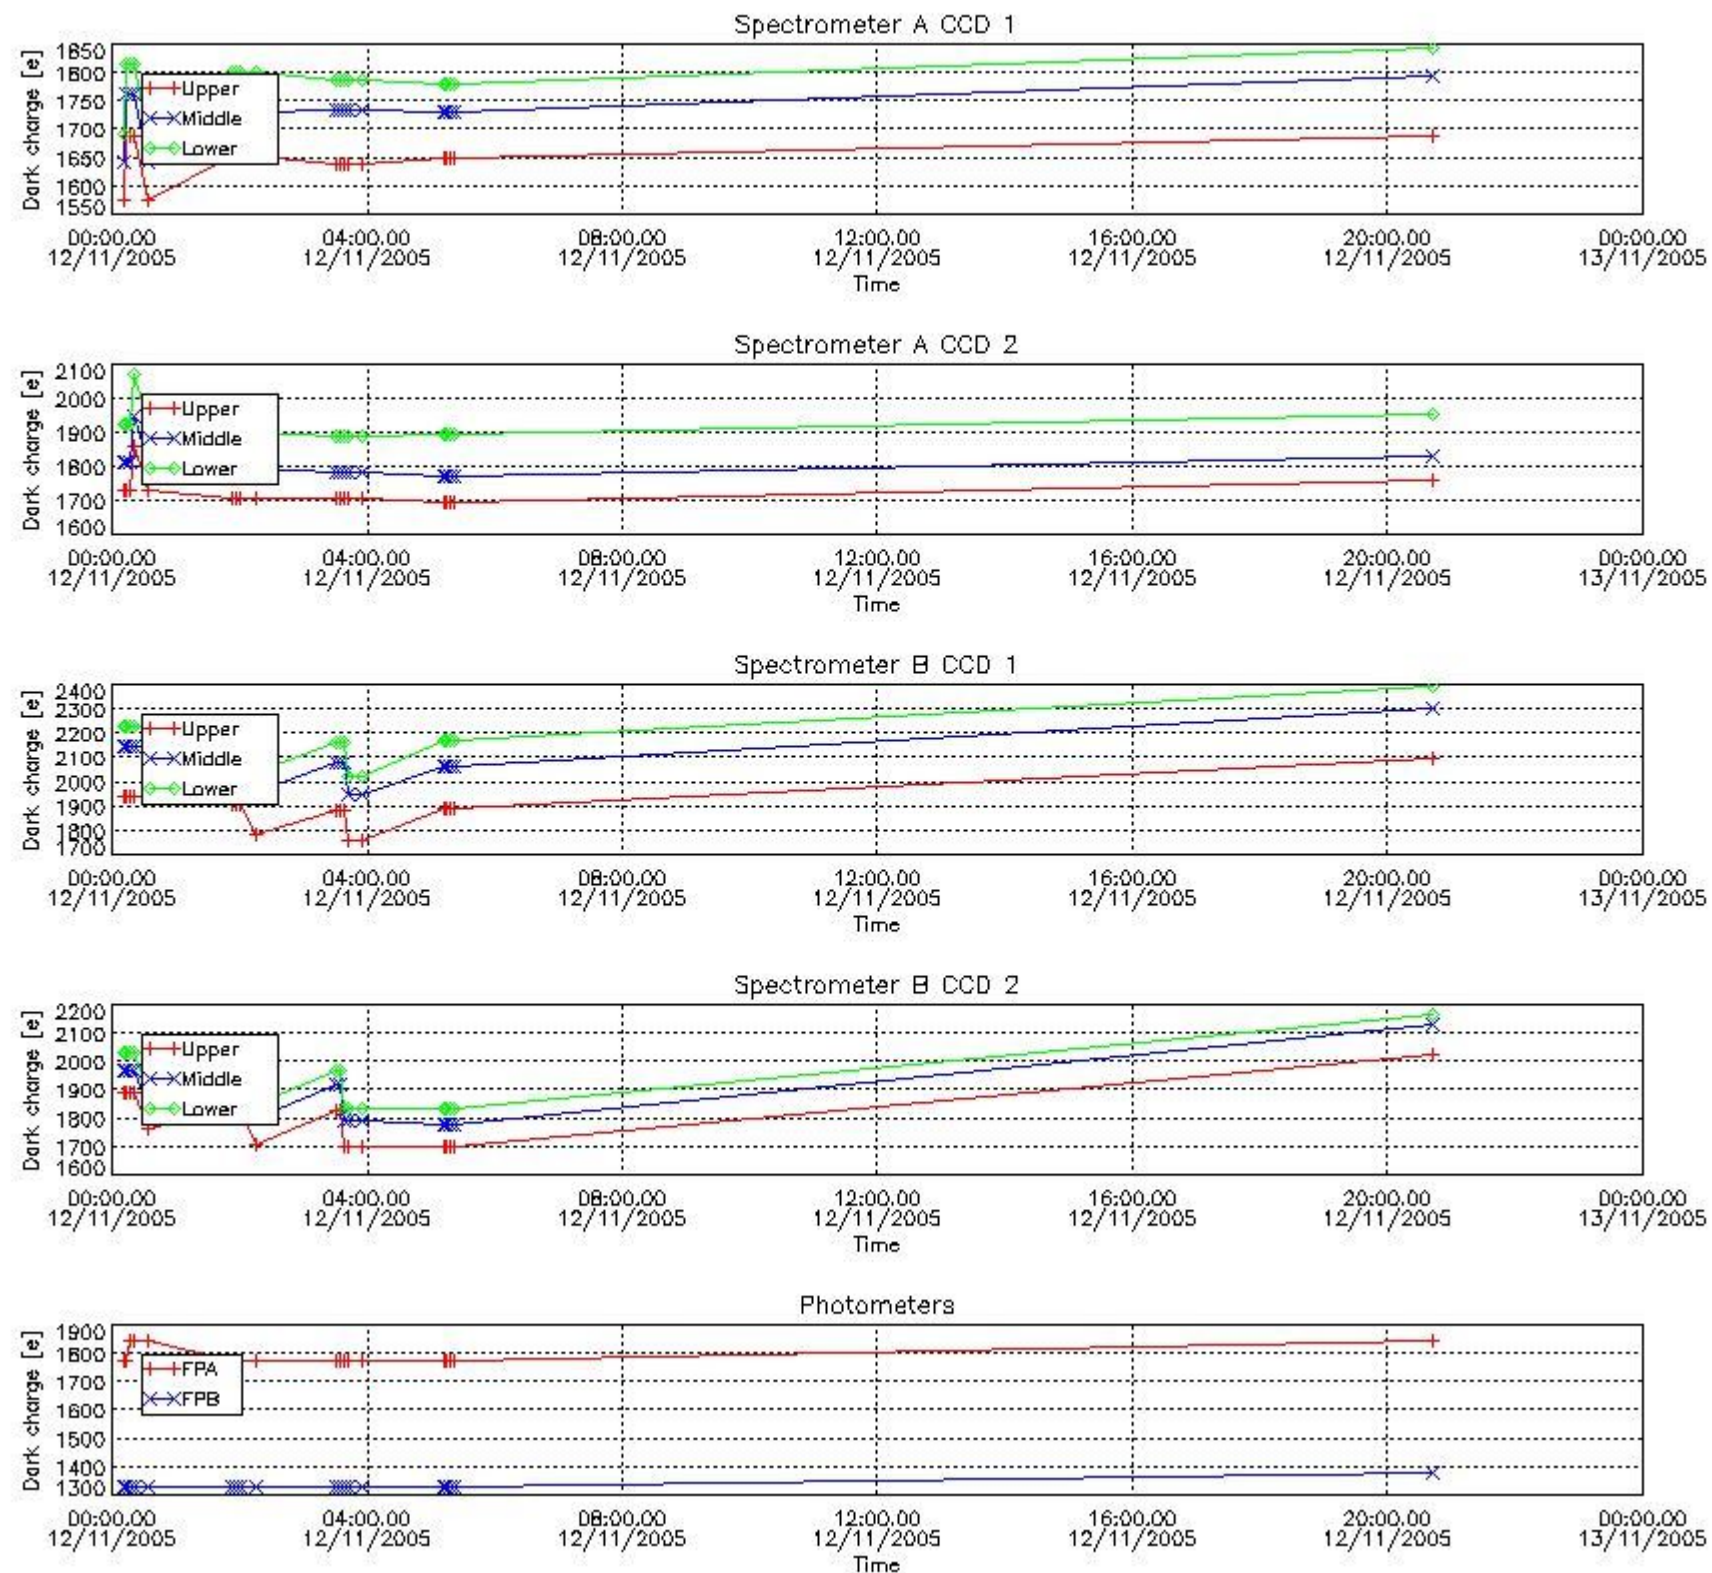 Spectrometer A CCD 1
Dark charge [e]
1850
1800
1750
1700
1650
1600
1550
Upper
Middle
Lower
00:00.00 04:00.00 08:00.00 12:00.00 16:00.00 20:00.00 00:00.00
12/11/2005 12/11/2005 12/11/2005 12/11/2005 12/11/2005 12/11/2005 13/11/2005
Time
Spectrometer A CCD 2
Dark charge [e]
2100
2000
1900
1800
1700
1600
Upper
Middle
Lower
00:00.00 04:00.00 08:00.00 12:00.00 16:00.00 20:00.00 00:00.00
12/11/2005 12/11/2005 12/11/2005 12/11/2005 12/11/2005 12/11/2005 13/11/2005
Time
Spectrometer B CCD 1
Dark charge [e]
2400
2300
2200
2100
2000
1900
1800
1700
Upper
Middle
Lower
00:00.00 04:00.00 08:00.00 12:00.00 16:00.00 20:00.00 00:00.00
12/11/2005 12/11/2005 12/11/2005 12/11/2005 12/11/2005 12/11/2005 13/11/2005
Time
Spectrometer B CCD 2
Dark charge [e]
2200
2100
2000
1900
1800
1700
1600
Upper
Middle
Lower
00:00.00 04:00.00 08:00.00 12:00.00 16:00.00 20:00.00 00:00.00
12/11/2005 12/11/2005 12/11/2005 12/11/2005 12/11/2005 12/11/2005 13/11/2005
Time
Photometers
Dark charge [e]
1900
1800
1700
1600
1500
1400
1300
FPA
FPB
00:00.00 04:00.00 08:00.00 12:00.00 16:00.00 20:00.00 00:00.00
12/11/2005 12/11/2005 12/11/2005 12/11/2005 12/11/2005 12/11/2005 13/11/2005
Time